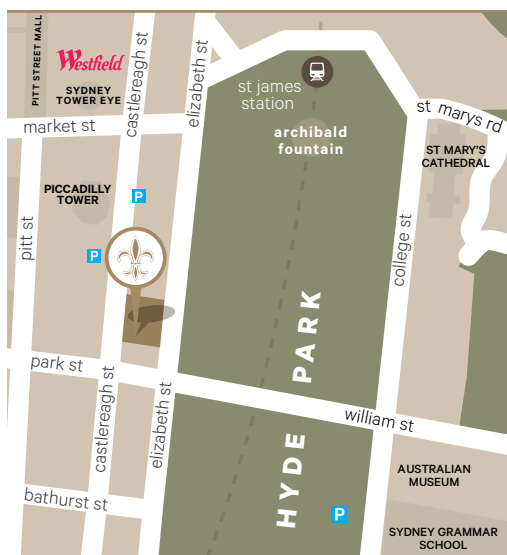 PITT STREET MALL
Westfield
SYDNEY
TOWER EYE
castlereagh st
elizabeth st
st james
station
st marys rd
market st
archibald
fountain
ST MARY'S
CATHEDRAL
PICCADILLY
TOWER
P
pitt st
P
college st
HYDE PARK
park st
castlereagh st
elizabeth st
william st
bathurst st
AUSTRALIAN
MUSEUM
P
SYDNEY GRAMMAR
SCHOOL